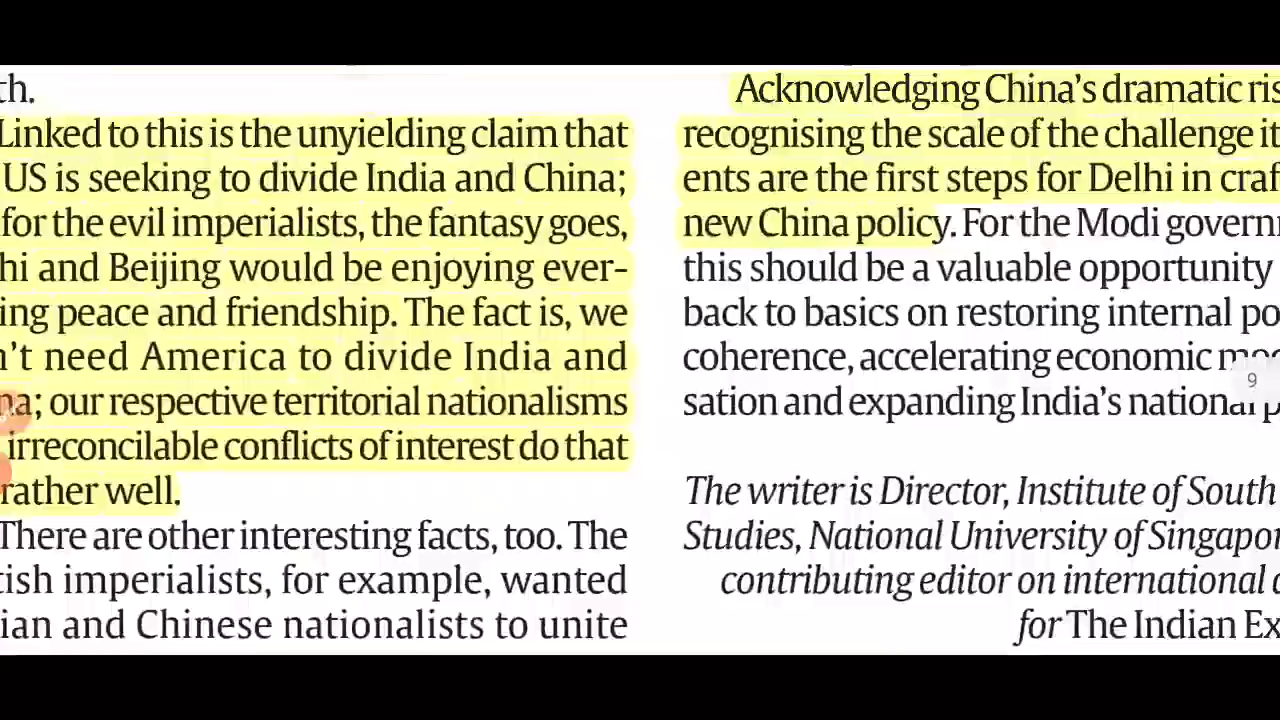 th.
Linked to this is the unyielding claim that
US is seeking to divide India and China;
for the evil imperialists, the fantasy goes,
hi and Beijing would be enjoying ever-
ing peace and friendship. The fact is, we
n't need America to divide India and
na; our respective territorial nationalisms
irreconcilable conflicts of interest do that
rather well.
There are other interesting facts, too. The
tish imperialists, for example, wanted
ian and Chinese nationalists to unite
Acknowledging China's dramatic ris
recognising the scale of the challenge it
ents are the first steps for Delhi in craf
new China policy. For the Modi governm
this should be a valuable opportunity
back to basics on restoring internal po
coherence, accelerating economic mod
sation and expanding India's national p
The writer is Director, Institute of South
Studies, National University of Singapor
contributing editor on international a
for The Indian Ex
9